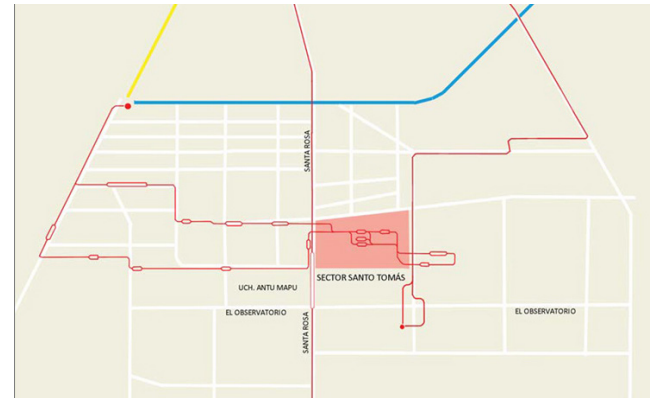 SANTA ROSA
SECTOR SANTO TOMÁS
UCH. ANTU MAPU
EL OBSERVATORIO
EL OBSERVATORIO
SANTA ROSA